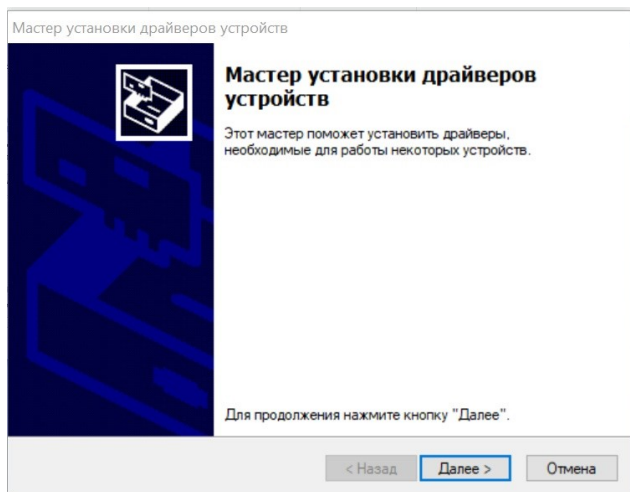 Мастер установки драйверов устройств
Мастер установки драйверов
устройств
Этот мастер поможет установить драйверы,
необходимые для работы некоторых устройств.
Для продолжения нажмите кнопку "Далее".
< Назад
Далее >
Отмена